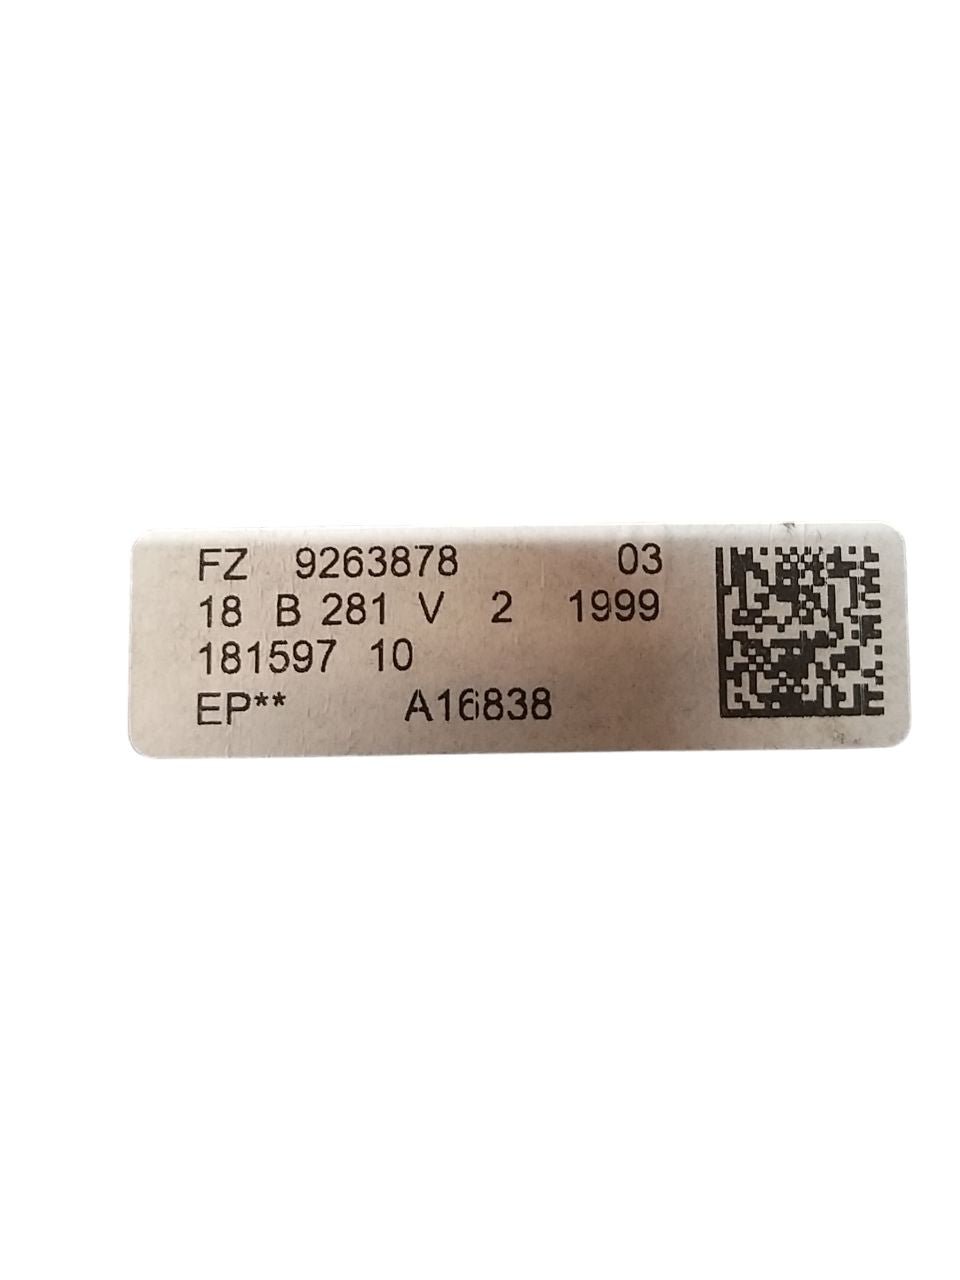 FZ 9263878 03
18 B 281 V 2 1999
181597 10
EP** A16838